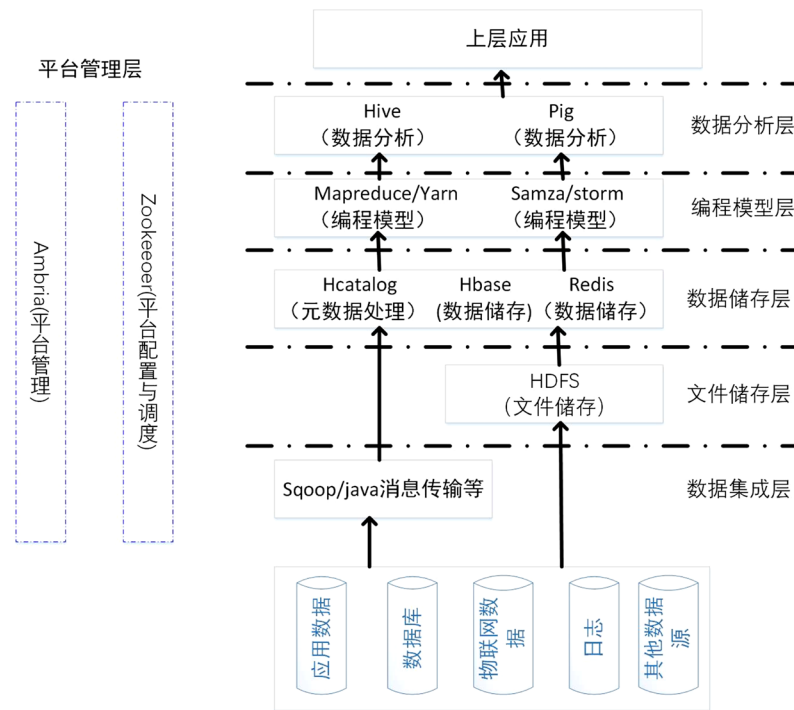 上层应用
平台管理层
Hive
(数据分析)
Pig
(数据分析)
数据分析层
Mapreduce/Yarn
(编程模型)
Samza/storm
(编程模型)
编程模型层
Hcatalog
(元数据处理)
Hbase
(数据储存)
Redis
(数据储存)
数据储存层
HDFS
(文件储存)
文件储存层
Sqoop/java消息传输等
数据集成层
Ambria(平台管理)
Zookeeoer(平台配置与调度)
应用数据
数据库
物联网数
据
日志
其他数据
源